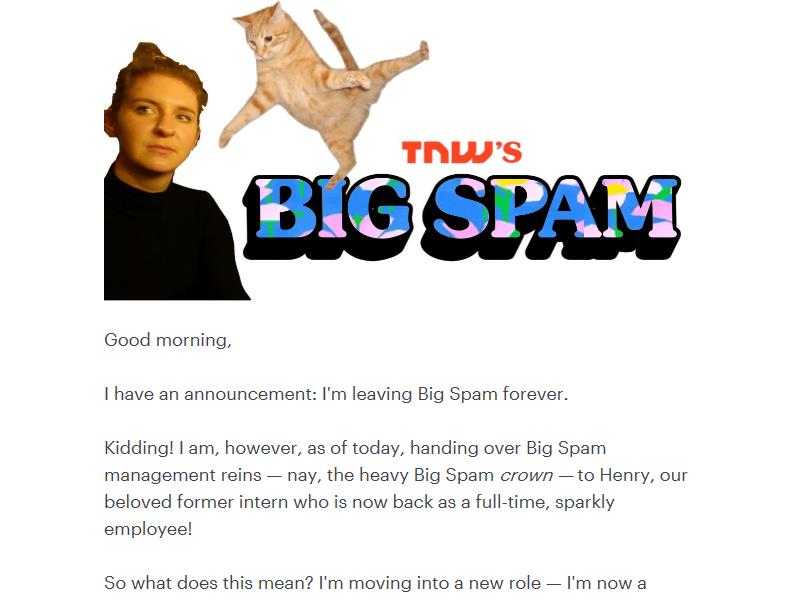 TNW's
BIG SPAM
Good morning,
I have an announcement: I'm leaving Big Spam forever.
Kidding! I am, however, as of today, handing over Big Spam
management reins — nay, the heavy Big Spam crown — to Henry, our
beloved former intern who is now back as a full-time, sparkly
employee!
So what does this mean? I'm moving into a new role — I'm now a